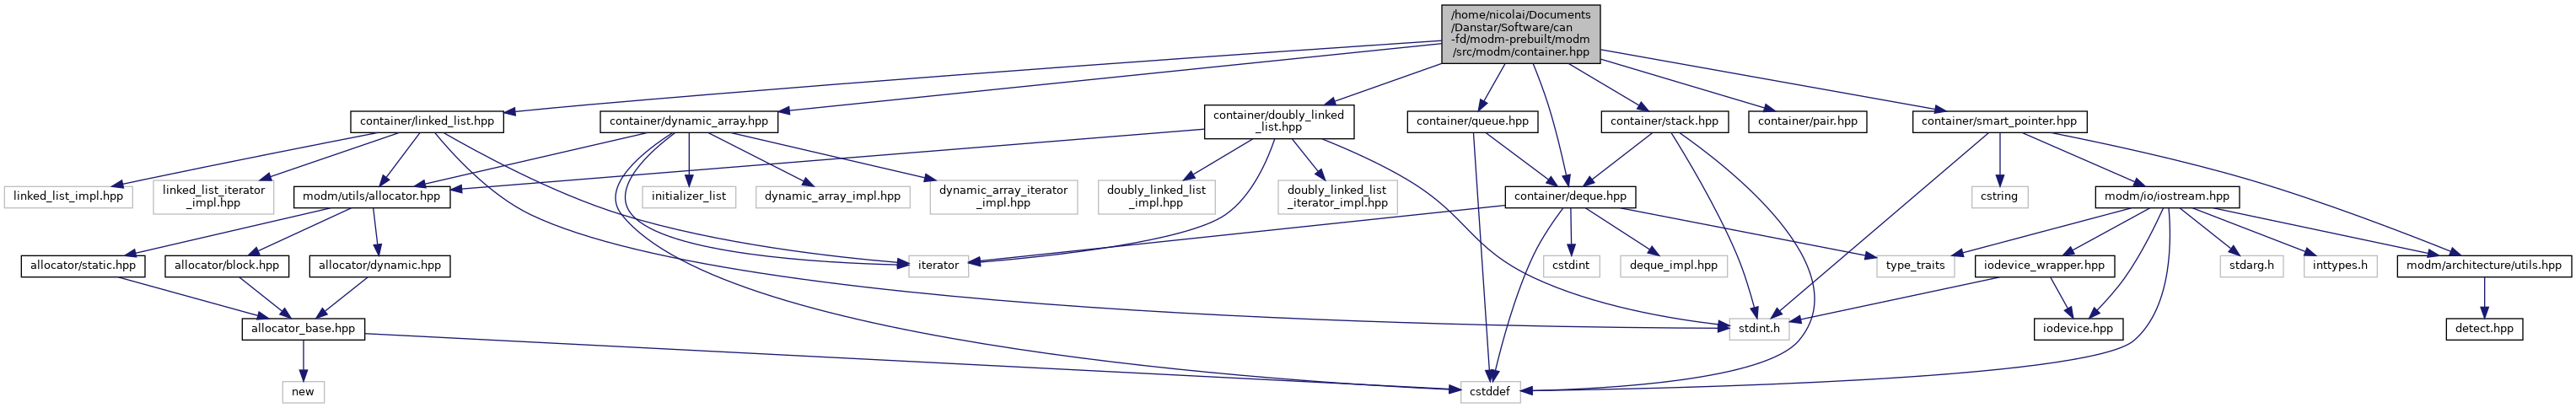 /home/nicolai/Documents
/Danstar/Software/can
-fd/modm-prebuilt/modm
/src/modm/container.hpp
container/linked_list.hpp
container/dynamic_array.hpp
container/doubly_linked
_list.hpp
container/queue.hpp
container/stack.hpp
container/pair.hpp
container/smart_pointer.hpp
linked_list_impl.hpp
linked_list_iterator
_impl.hpp
modm/utils/allocator.hpp
initializer_list
dynamic_array_impl.hpp
dynamic_array_iterator
_impl.hpp
doubly_linked_list
_impl.hpp
doubly_linked_list
_iterator_impl.hpp
container/deque.hpp
cstring
modm/io/iostream.hpp
allocator/static.hpp
allocator/block.hpp
allocator/dynamic.hpp
iterator
cstdint
deque_impl.hpp
type_traits
iodevice_wrapper.hpp
stdarg.h
inttypes.h
modm/architecture/utils.hpp
allocator_base.hpp
stdint.h
iodevice.hpp
detect.hpp
new
cstddef